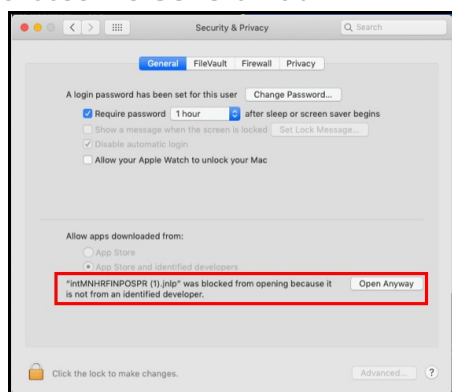 Security & Privacy
Search
General FileVault Firewall Privacy
A login password has been set for this user Change Password...
Require password 1 hour after sleep or screen saver begins
Show a message when the screen is locked Set Lock Message...
Disable automatic login
Allow your Apple Watch to unlock your Mac
Allow apps downloaded from:
App Store
App Store and identified developers
"intMNHRFINPOSPR (1).jnlp" was blocked from opening because it Open Anyway
is not from an identified developer.
Click the lock to make changes.
Advanced... ?